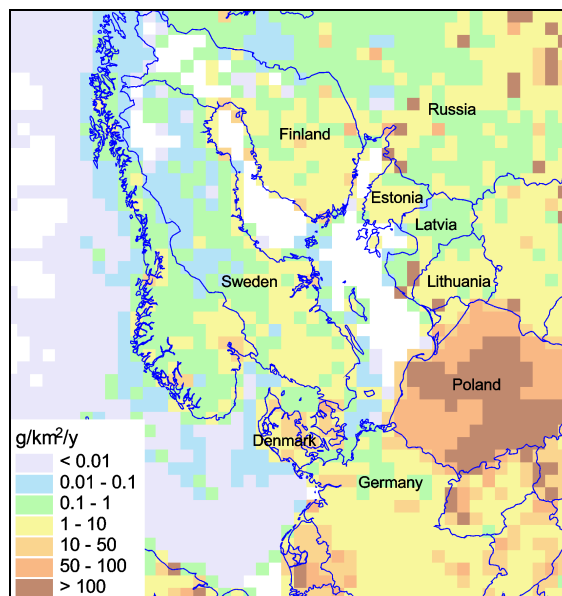 Russia
Finland
Estonia
Latvia
Sweden
Lithuania
Poland
Denmark
Germany
g/km²/y
< 0.01
0.01 - 0.1
0.1 - 1
1 - 10
10 - 50
50 - 100
> 100